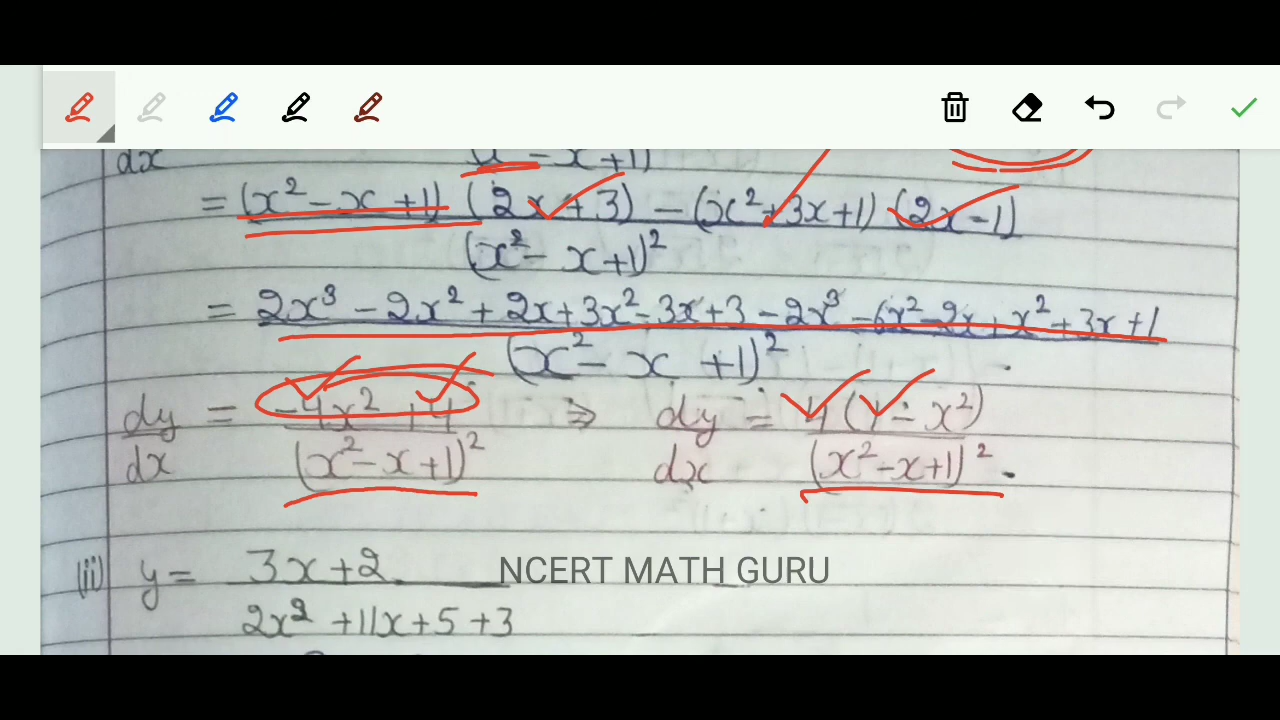 dx (x² - x + 1)
= (x² - x + 1) (2x + 3) - (x² + 3x + 1) (2x - 1)
(x² - x + 1)²
= 2x³ - 2x² + 2x + 3x² - 3x + 3 - 2x³ - 6x² - 2x + x² + 3x + 1
(x² - x + 1)²
dy = -4x² + 4 ⇒ dy = 4 (1 - x²)
dx (x² - x + 1)² dx (x² - x + 1)².
(ii) y = 3x + 2
NCERT MATH GURU
2x² + 11x + 5 + 3